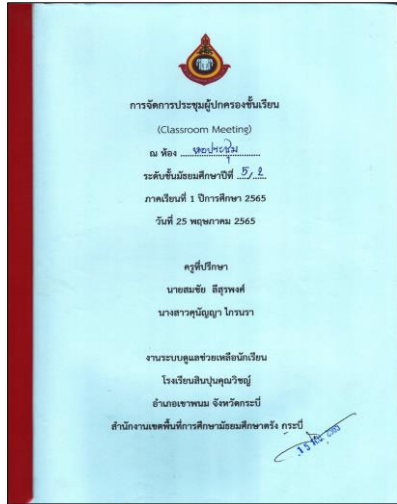 การจัดการประชุมผู้ปกครองชั้นเรียน
(Classroom Meeting)
ณ ห้อง หอประชุม
ระดับชั้นมัธยมศึกษาปีที่ 5/2
ภาคเรียนที่ 1 ปีการศึกษา 2565
วันที่ 25 พฤษภาคม 2565
ครูที่ปรึกษา
นายสมชัย ลีสุรพงศ์
นางสาวคุนัญญา ไกรนรา
งานระบบดูแลช่วยเหลือนักเรียน
โรงเรียนสินปุนคุณวิชญ์
อำเภอเขาพนม จังหวัดกระบี่
สำนักงานเขตพื้นที่การศึกษามัธยมศึกษาตรัง กระบี่